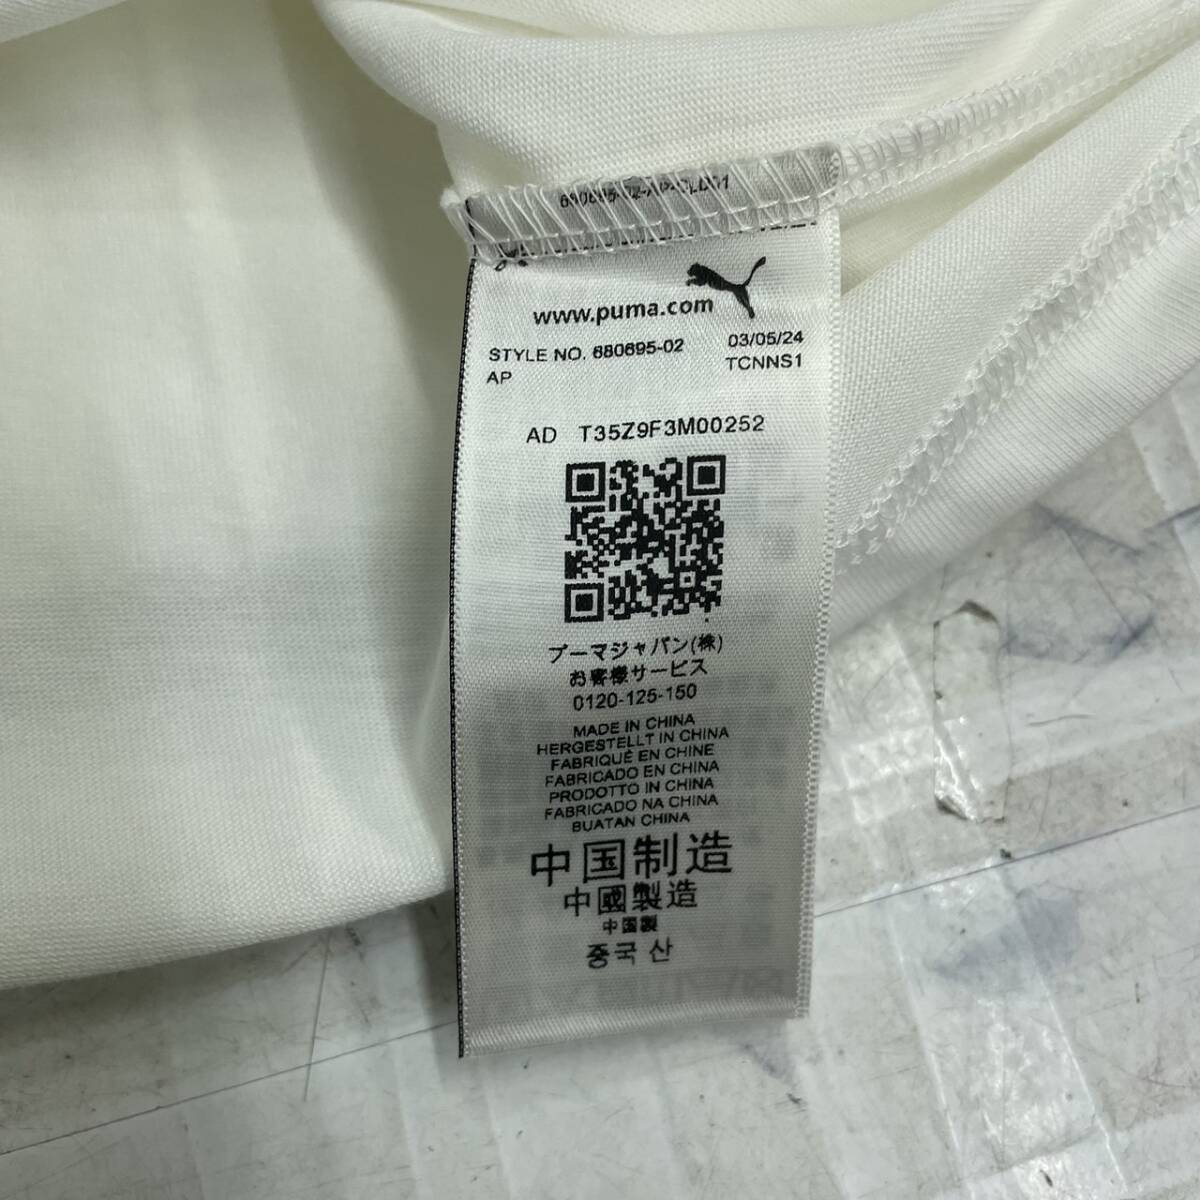 www.puma.com
STYLE NO. 680695-02 03/05/24
AP TCNNS1
AD T35Z9F3M00252
プーマジャパン(株)
お客様サービス
0120-125-150
MADE IN CHINA
HERGESTELLT IN CHINA
FABRIQUÉ EN CHINE
FABRICADO EN CHINA
PRODOTTO IN CHINA
FABRICADO NA CHINA
BUATAN CHINA
中国制造
中國製造
中国製
중국 산